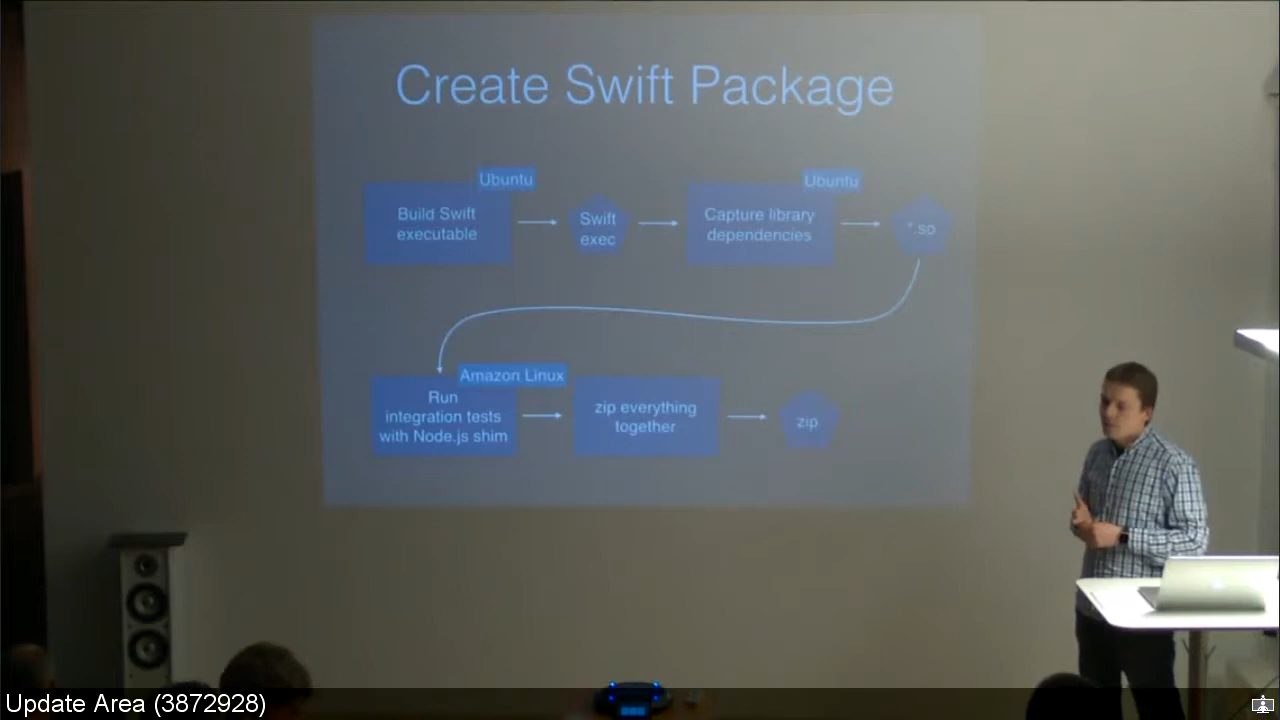 Create Swift Package
Ubuntu
Build Swift
executable
Swift
exec
Ubuntu
Capture library
dependencies
*.so
Amazon Linux
Run
integration tests
with Node.js shim
zip everything
together
zip
Update Area (3872928)